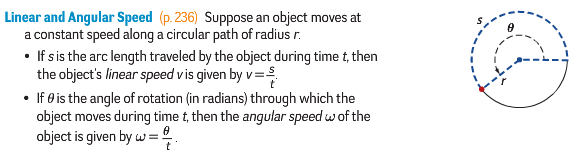 Linear and Angular Speed (p. 236) Suppose an object moves at
a constant speed along a circular path of radius r.
• If s is the arc length traveled by the object during time t, then
the object's linear speed v is given by v = s/t.
• If θ is the angle of rotation (in radians) through which the
object moves during time t, then the angular speed ω of the
object is given by ω = θ/t.
s
θ
r